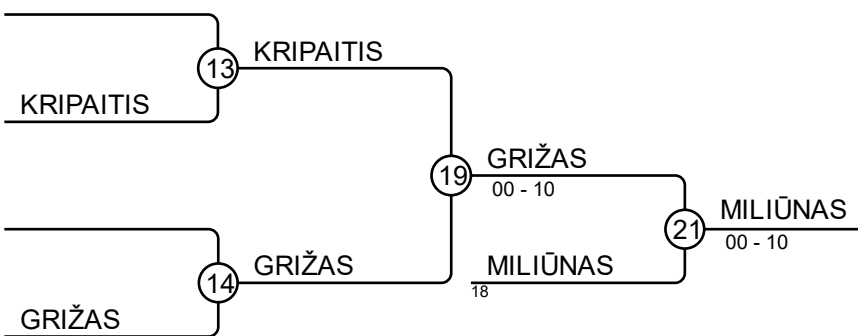 KRIPAITIS
13
KRIPAITIS
GRIŽAS
19
00 - 10
MILIŪNAS
21
00 - 10
GRIŽAS
MILIŪNAS
14
18
GRIŽAS